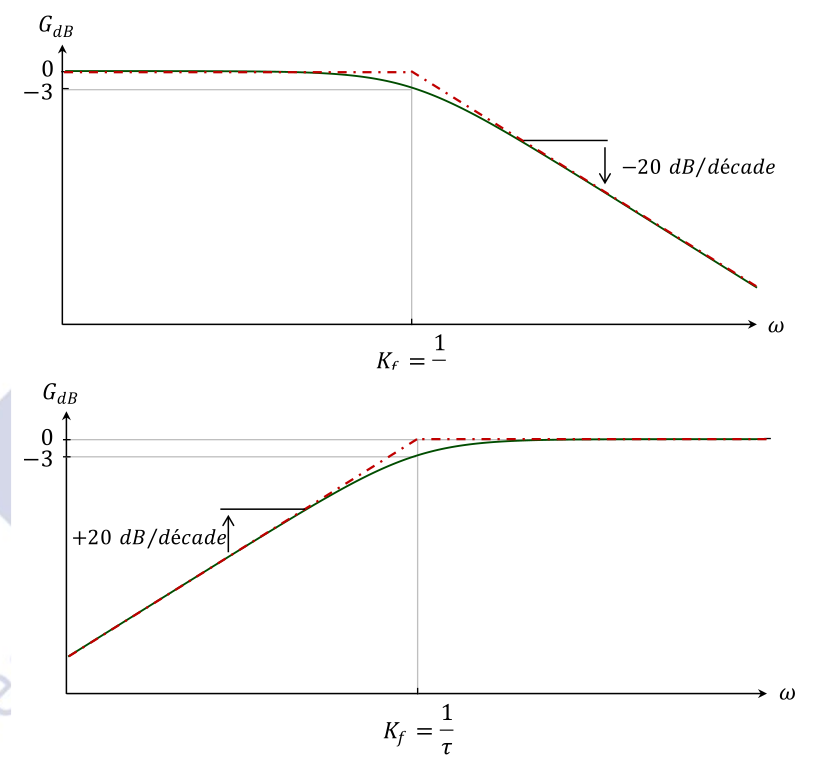 G_dB
0
−3
−20 dB/décade
ω
K_f = 1/
G_dB
0
−3
+20 dB/décade
ω
K_f = 1/τ